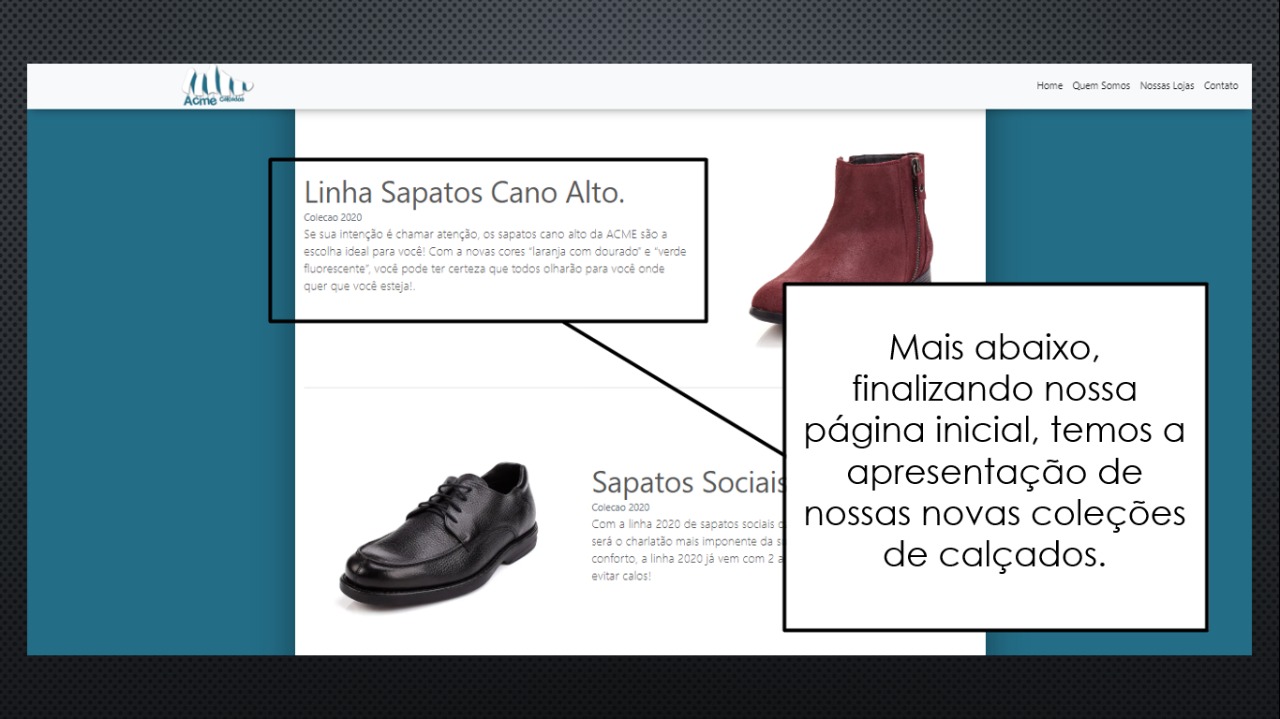 Acme Calçados
Home Quem Somos Nossas Lojas Contato
Linha Sapatos Cano Alto.
Colecao 2020
Se sua intenção é chamar atenção, os sapatos cano alto da ACME são a
escolha ideal para você! Com a novas cores "laranja com dourado" e "verde
fluorescente", você pode ter certeza que todos olharão para você onde
quer que você esteja!.
Sapatos Sociais
Colecao 2020
Com a linha 2020 de sapatos sociais
será o charlatão mais imponente da
conforto, a linha 2020 já vem com 2
evitar calos!
Mais abaixo,
finalizando nossa
página inicial, temos a
apresentação de
nossas novas coleções
de calçados.